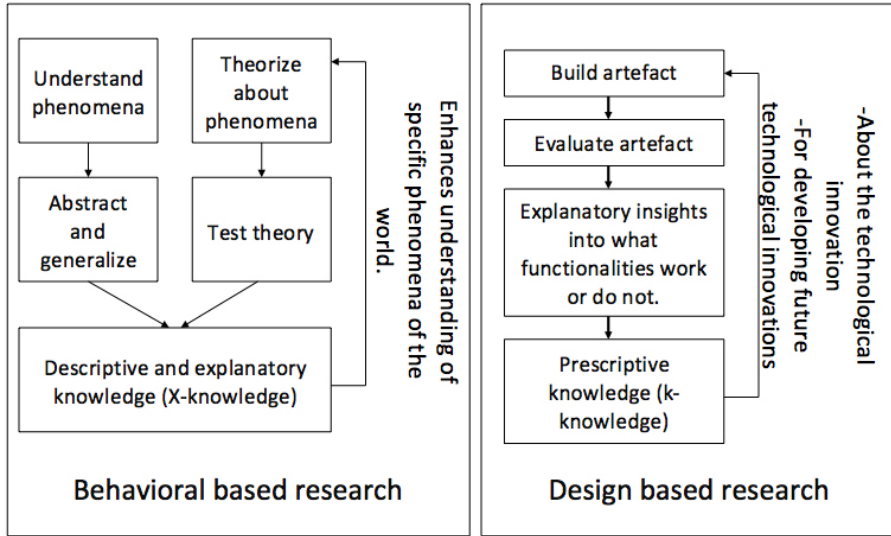 Understand
phenomena
Theorize
about
phenomena
Abstract
and
generalize
Test theory
Descriptive and explanatory
knowledge (X-knowledge)
Enhances understanding of
specific phenomena of the
world.
Behavioral based research
Build artefact
Evaluate artefact
Explanatory insights
into what
functionalities work
or do not.
Prescriptive
knowledge (k-
knowledge)
-About the technological
innovation
-For developing future
technological innovations
Design based research